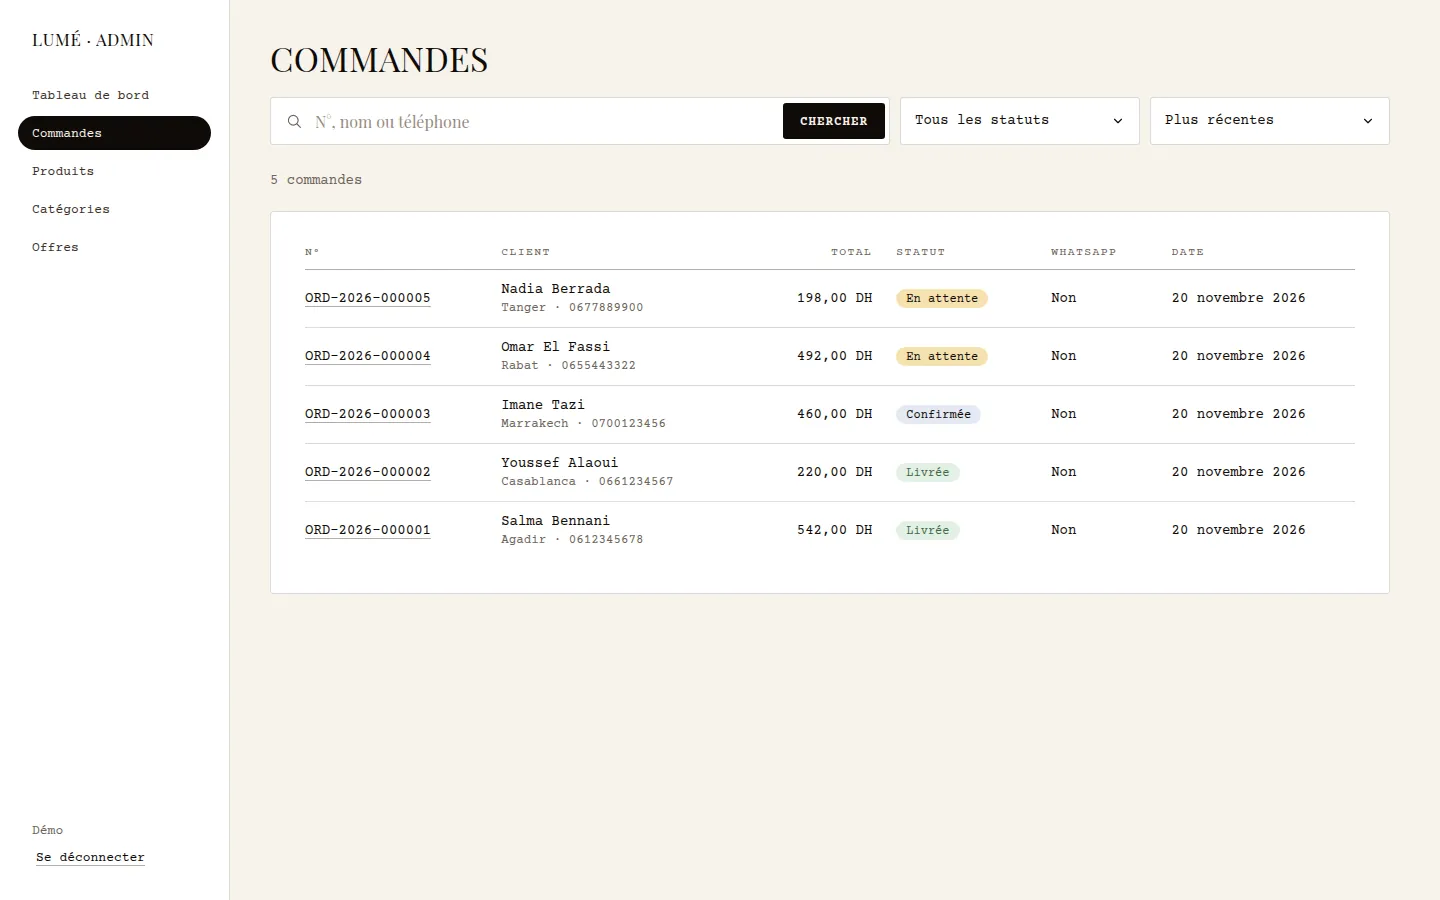 LUMÉ · ADMIN
Tableau de bord
Commandes
Produits
Catégories
Offres
Démo
Se déconnecter
COMMANDES
N°, nom ou téléphone
CHERCHER
Tous les statuts
Plus récentes
5 commandes
N° CLIENT TOTAL STATUT WHATSAPP DATE
ORD-2026-000005 Nadia Berrada 198,00 DH En attente Non 20 novembre 2026
Tanger · 0677889900
ORD-2026-000004 Omar El Fassi 492,00 DH En attente Non 20 novembre 2026
Rabat · 0655443322
ORD-2026-000003 Imane Tazi 460,00 DH Confirmée Non 20 novembre 2026
Marrakech · 0700123456
ORD-2026-000002 Youssef Alaoui 220,00 DH Livrée Non 20 novembre 2026
Casablanca · 0661234567
ORD-2026-000001 Salma Bennani 542,00 DH Livrée Non 20 novembre 2026
Agadir · 0612345678